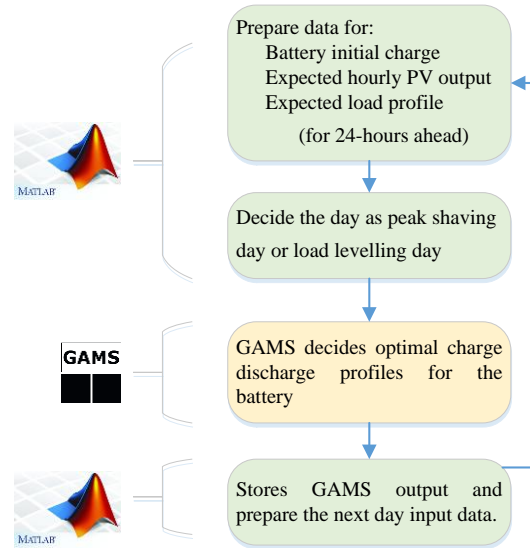 Prepare data for:
Battery initial charge
Expected hourly PV output
Expected load profile
(for 24-hours ahead)
MATLAB
Decide the day as peak shaving
day or load levelling day
GAMS
GAMS decides optimal charge
discharge profiles for the
battery
MATLAB
Stores GAMS output and
prepare the next day input data.